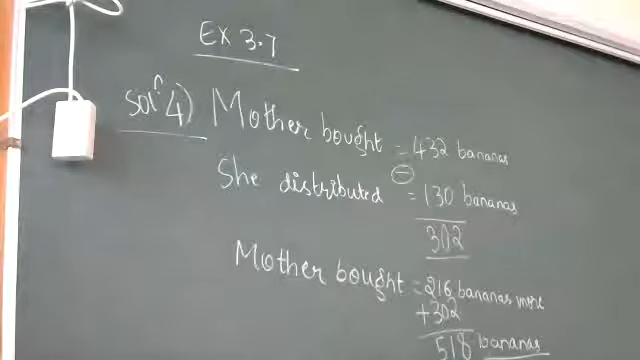 Ex 3.7
Solⁿ 4) Mother bought = 432 bananas
She distributed ⊖ = 130 bananas
302
Mother bought = 216 bananas more
+302
518 bananas